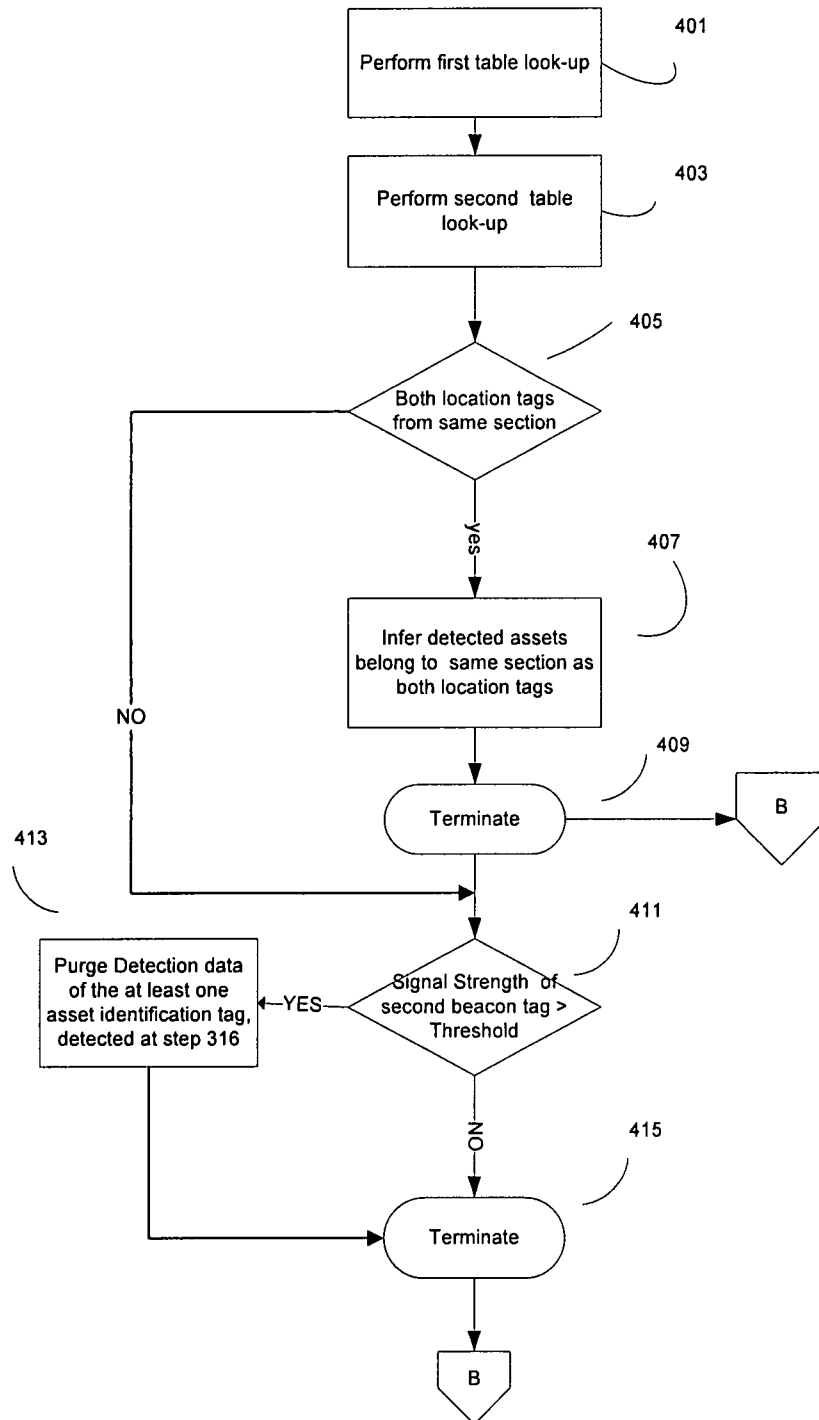 401
Perform first table look-up
403
Perform second table
look-up
405
Both location tags
from same section
yes
407
Infer detected assets
belong to same section as
both location tags
NO
409
Terminate
B
413
411
Purge Detection data
of the at least one
asset identification tag,
detected at step 316
YES
Signal Strength of
second beacon tag >
Threshold
NO
415
Terminate
B